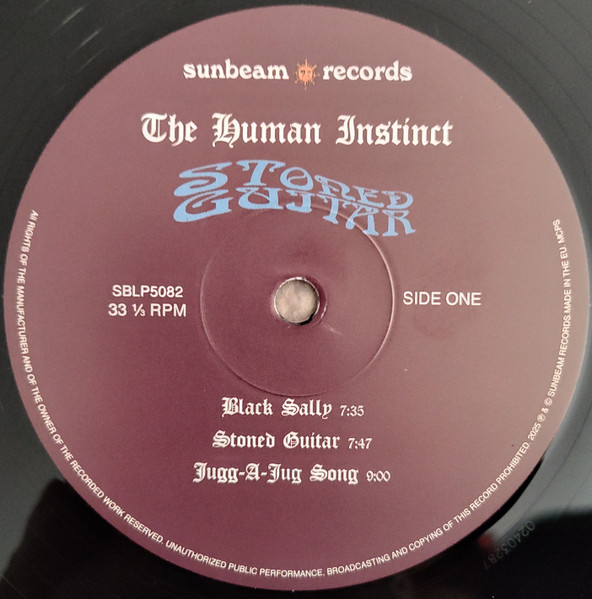 sunbeam records
The Human Instinct
STONED
GUITAR
SBLP5082
33 ⅓ RPM
SIDE ONE
Black Sally 7:35
Stoned Guitar 7:47
Jugg-A-Jug Song 9:00
All RIGHTS OF THE MANUFACTURER AND OF THE OWNER OF THE RECORDED WORK RESERVED. UNAUTHORIZED PUBLIC PERFORMANCE, BROADCASTING AND COPYING OF THIS RECORD PROHIBITED. 2025 ℗ & © SUNBEAM RECORDS MADE IN THE EU. MCPS
02403287